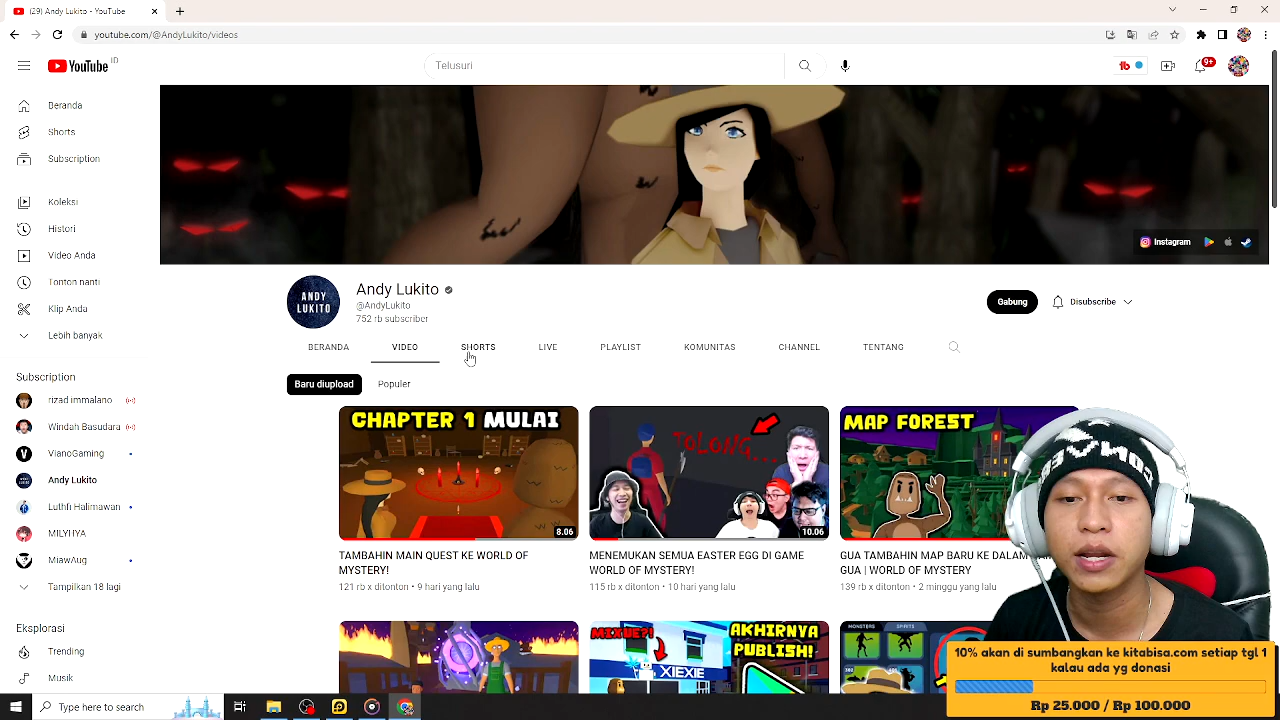 (29) Andy Lukito - YouTube
youtube.com/@AndyLukito/videos
YouTube ID
Telusuri
9+
Beranda
Shorts
Subscription
Koleksi
Histori
Video Anda
Tonton nanti
Klip Anda
Lebih banyak
Subscription
rizad immalano
Windah Basudara
VianoGaming
Andy Lukito
Luthfi Halimawan
MILYHYA
MiawAug
Tampilkan 18 lagi
Eksplorasi
Trending
Musik
Instagram
ANDY
LUKITO
Andy Lukito
@AndyLukito
752 rb subscriber
Gabung
Disubscribe
BERANDA VIDEO SHORTS LIVE PLAYLIST KOMUNITAS CHANNEL TENTANG
Baru diupload Populer
CHAPTER 1 MULAI
8.06
TAMBAHIN MAIN QUEST KE WORLD OF
MYSTERY!
121 rb x ditonton • 9 hari yang lalu
TOLONG...
10.06
MENEMUKAN SEMUA EASTER EGG DI GAME
WORLD OF MYSTERY!
115 rb x ditonton • 10 hari yang lalu
MAP FOREST
GUA TAMBAHIN MAP BARU KE DALAM
GUA | WORLD OF MYSTERY
139 rb x ditonton • 2 minggu yang lalu
MIXUE?!
XIEXIE
AKHIRNYA
PUBLISH!
MONSTERS SPIRITS
10% akan di sumbangkan ke kitabisa.com setiap tgl 1
kalau ada yg donasi
Rp 25.000 / Rp 100.000
Type here to search